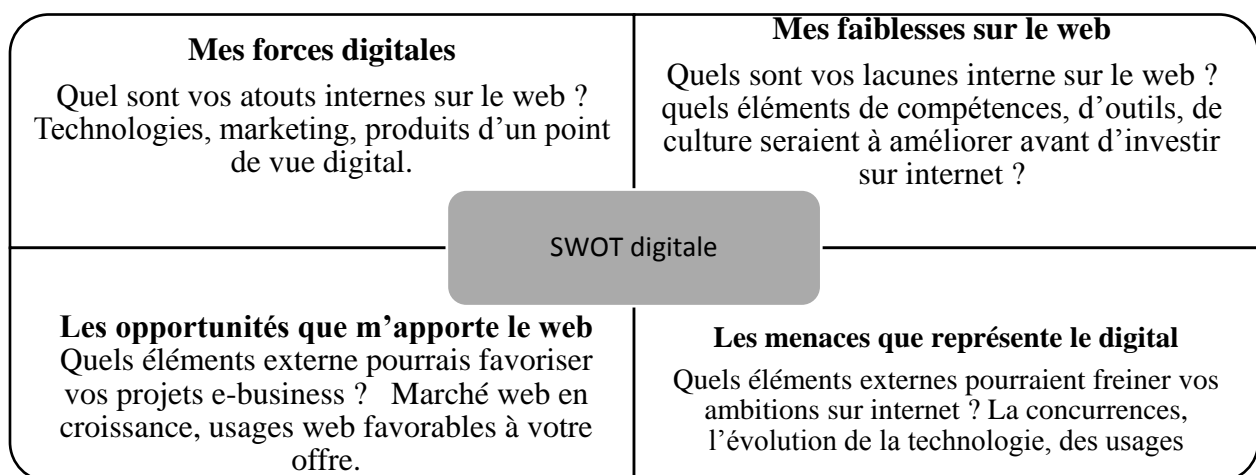 Mes forces digitales
Quel sont vos atouts internes sur le web ?
Technologies, marketing, produits d’un point
de vue digital.
Mes faiblesses sur le web
Quels sont vos lacunes interne sur le web ?
quels éléments de compétences, d’outils, de
culture seraient à améliorer avant d’investir
sur internet ?
SWOT digitale
Les opportunités que m’apporte le web
Quels éléments externe pourrais favoriser
vos projets e-business ? Marché web en
croissance, usages web favorables à votre
offre.
Les menaces que représente le digital
Quels éléments externes pourraient freiner vos
ambitions sur internet ? La concurrences,
l’évolution de la technologie, des usages